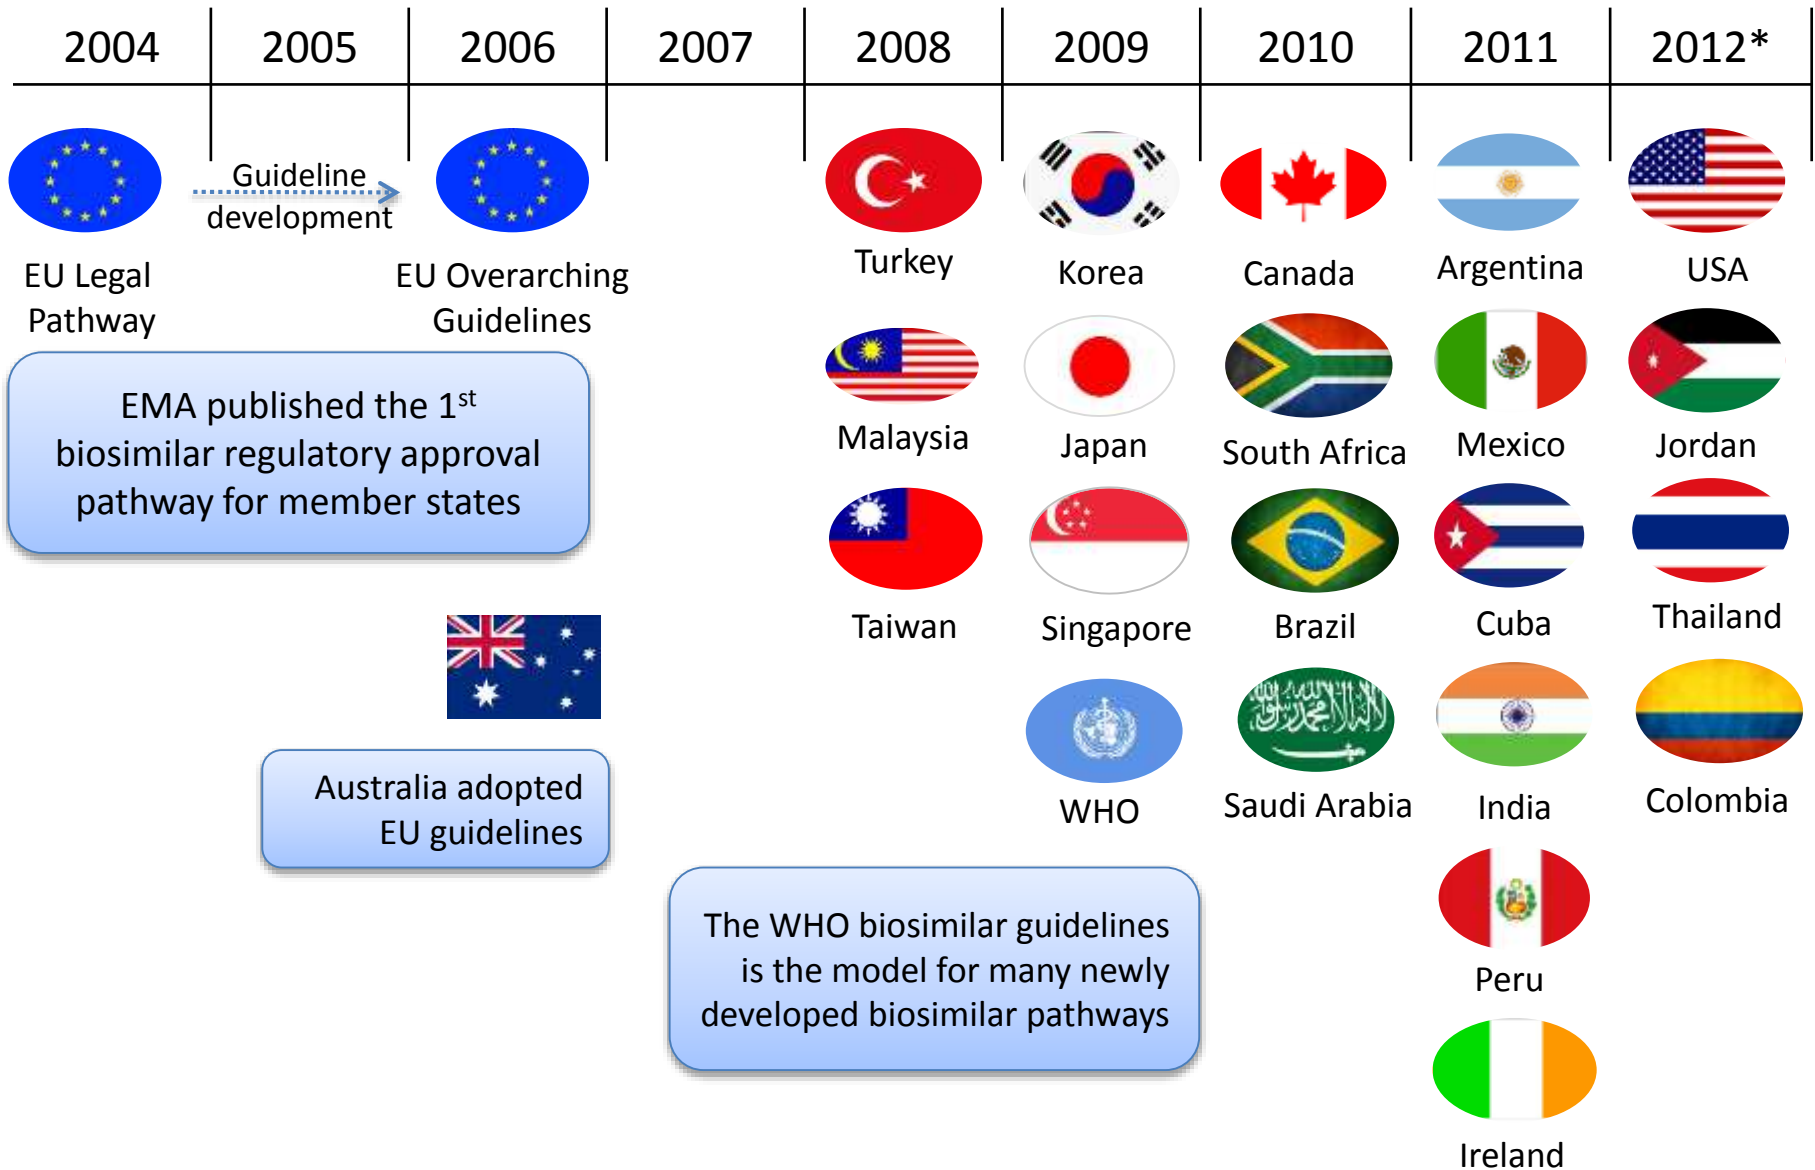 2004 2005 2006 2007 2008 2009 2010 2011 2012*
Guideline
development
EU Legal
Pathway
EU Overarching
Guidelines
Turkey
Korea
Canada
Argentina
USA
EMA published the 1st
biosimilar regulatory approval
pathway for member states
Malaysia
Japan
South Africa
Mexico
Jordan
Taiwan
Singapore
Brazil
Cuba
Thailand
Australia adopted
EU guidelines
WHO
Saudi Arabia
India
Colombia
The WHO biosimilar guidelines
is the model for many newly
developed biosimilar pathways
Peru
Ireland